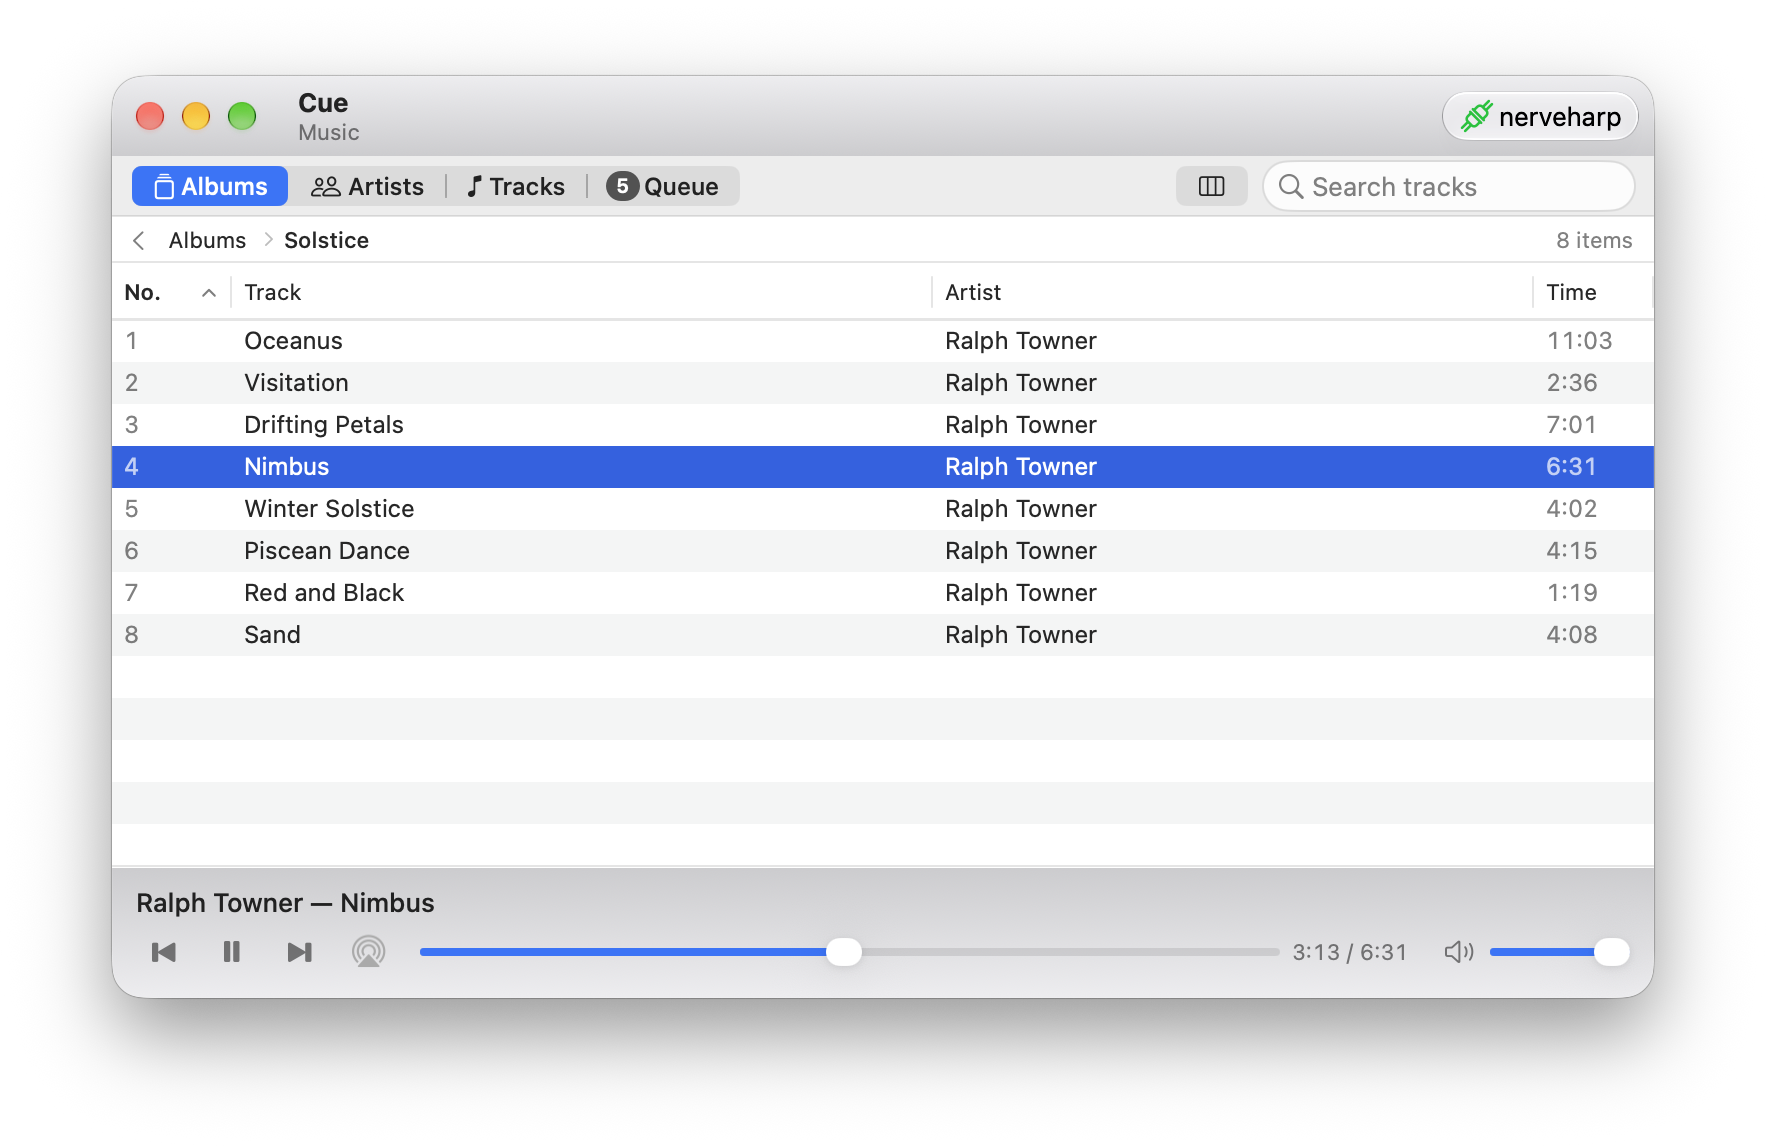 Cue
Music
nerveharp
Albums Artists Tracks 5 Queue Search tracks
Albums Solstice 8 items
No. Track Artist Time
1 Oceanus Ralph Towner 11:03
2 Visitation Ralph Towner 2:36
3 Drifting Petals Ralph Towner 7:01
4 Nimbus Ralph Towner 6:31
5 Winter Solstice Ralph Towner 4:02
6 Piscean Dance Ralph Towner 4:15
7 Red and Black Ralph Towner 1:19
8 Sand Ralph Towner 4:08
Ralph Towner — Nimbus
3:13 / 6:31